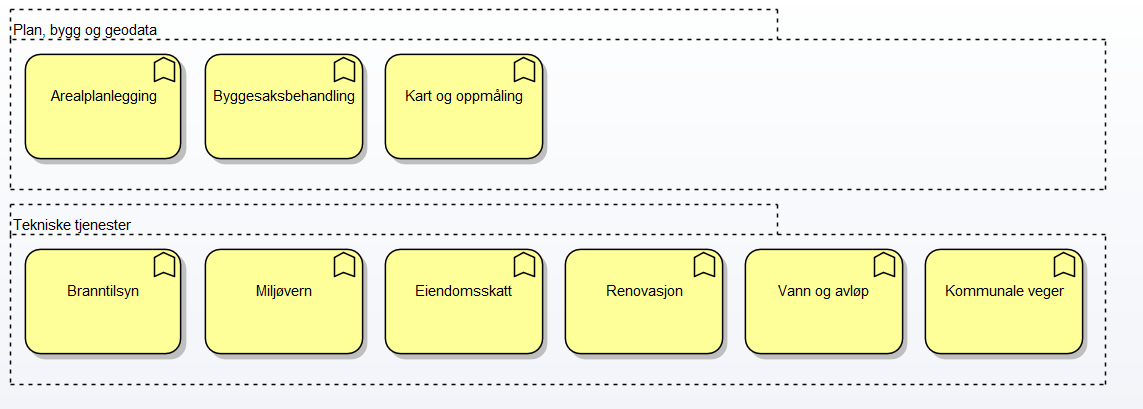 Plan, bygg og geodata
Arealplanlegging
Byggesaksbehandling
Kart og oppmåling
Tekniske tjenester
Branntilsyn
Miljøvern
Eiendomsskatt
Renovasjon
Vann og avløp
Kommunale veger